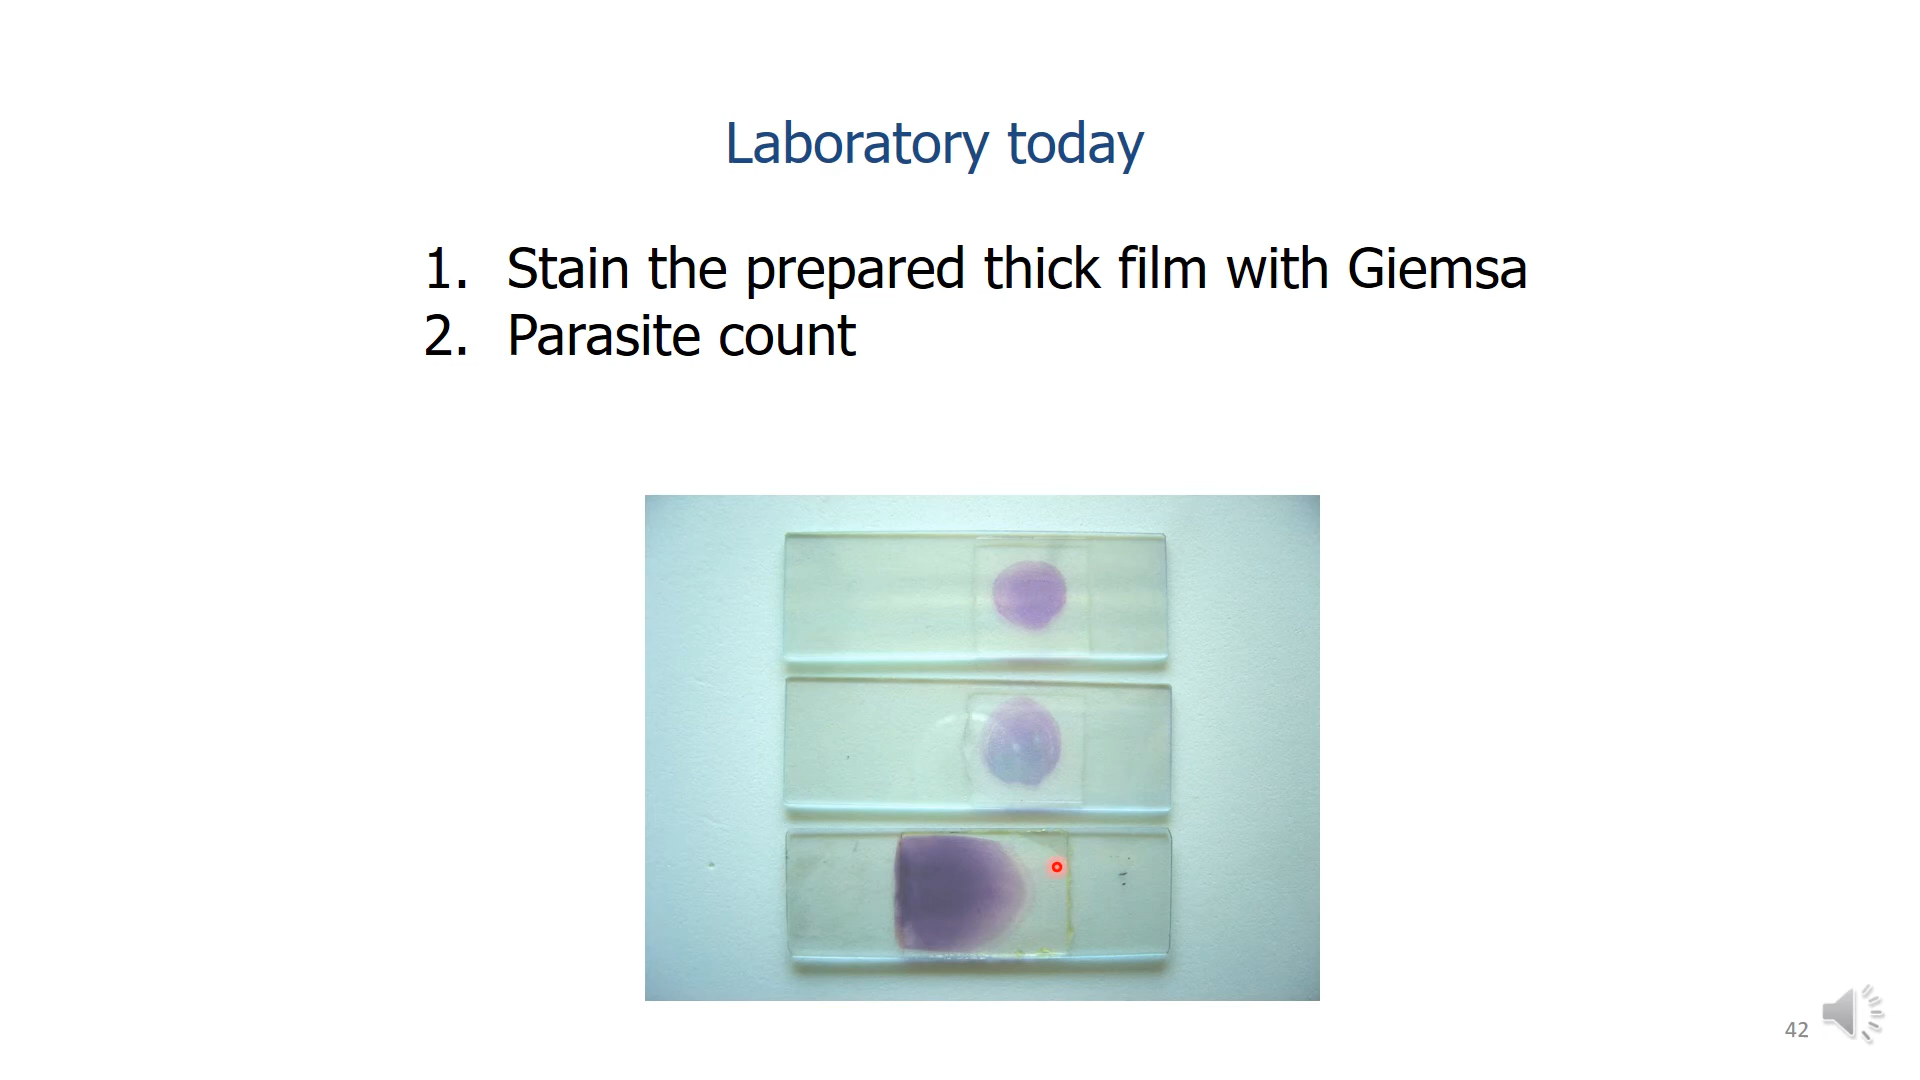 Laboratory today
1. Stain the prepared thick film with Giemsa
2. Parasite count
42